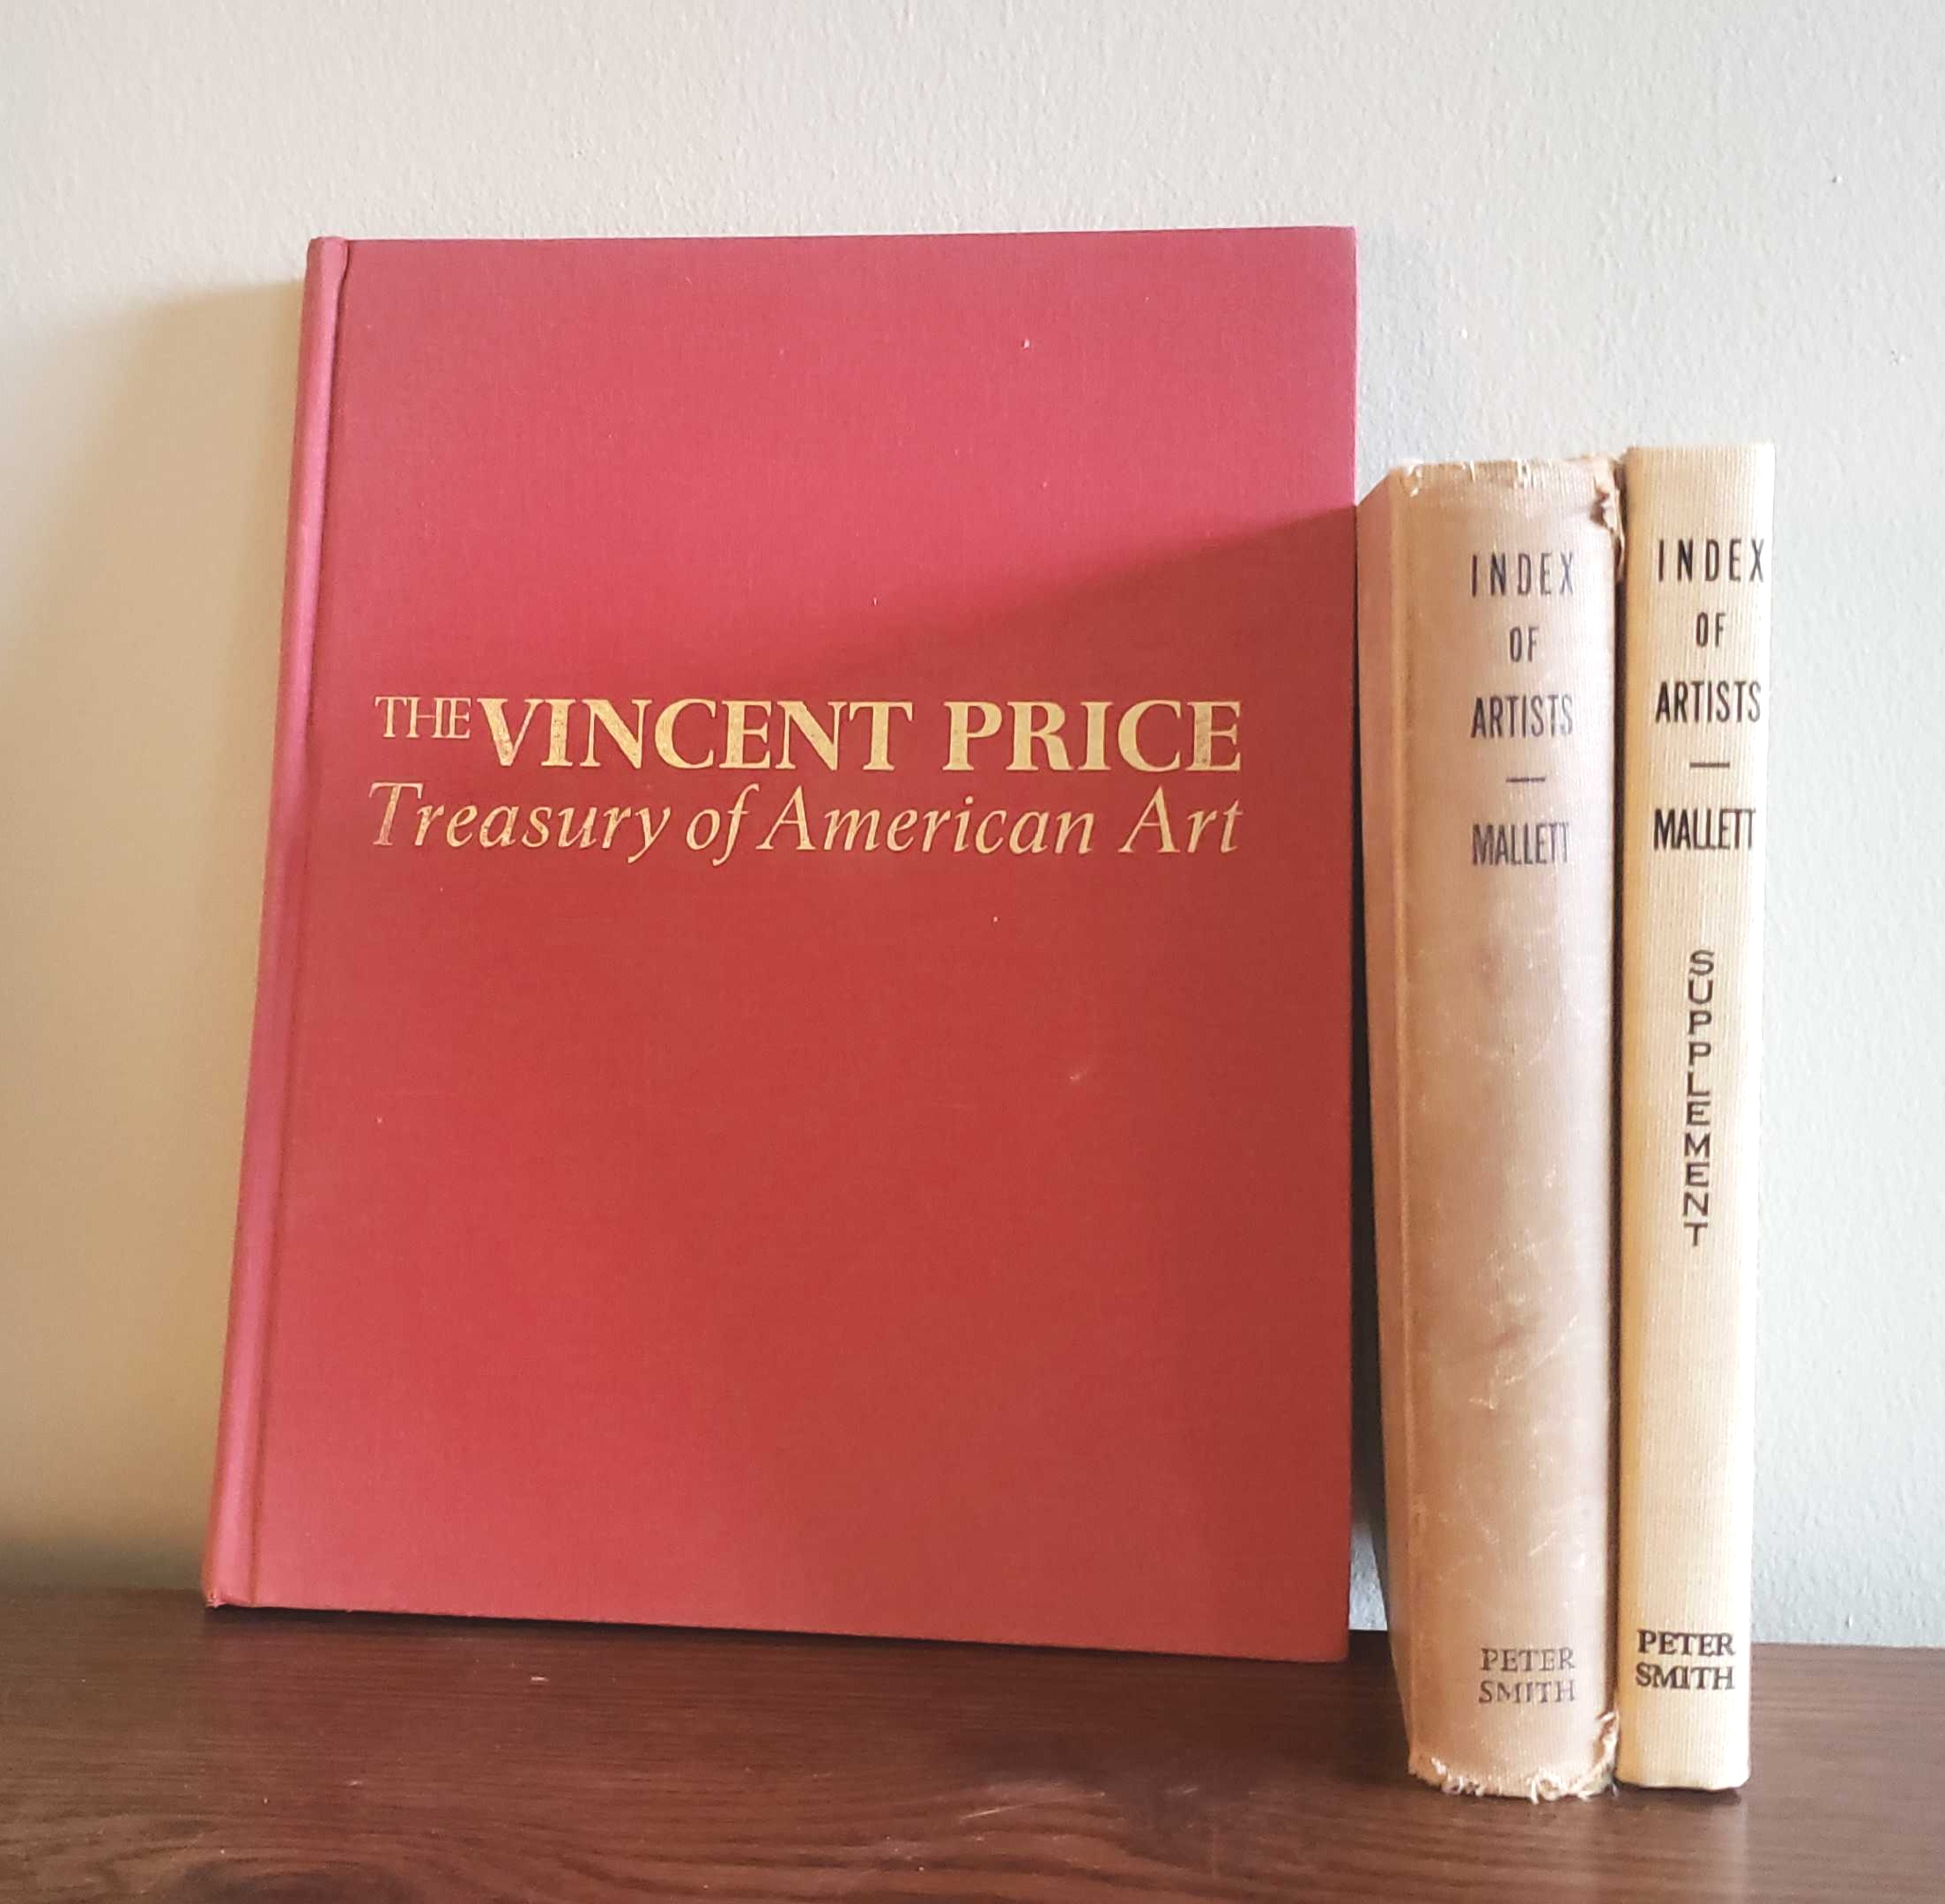 THE VINCENT PRICE
Treasury of American Art
INDEX
OF
ARTISTS
—
MALLETT
PETER
SMITH
INDEX
OF
ARTISTS
—
MALLETT
SUPPLEMENT
PETER
SMITH